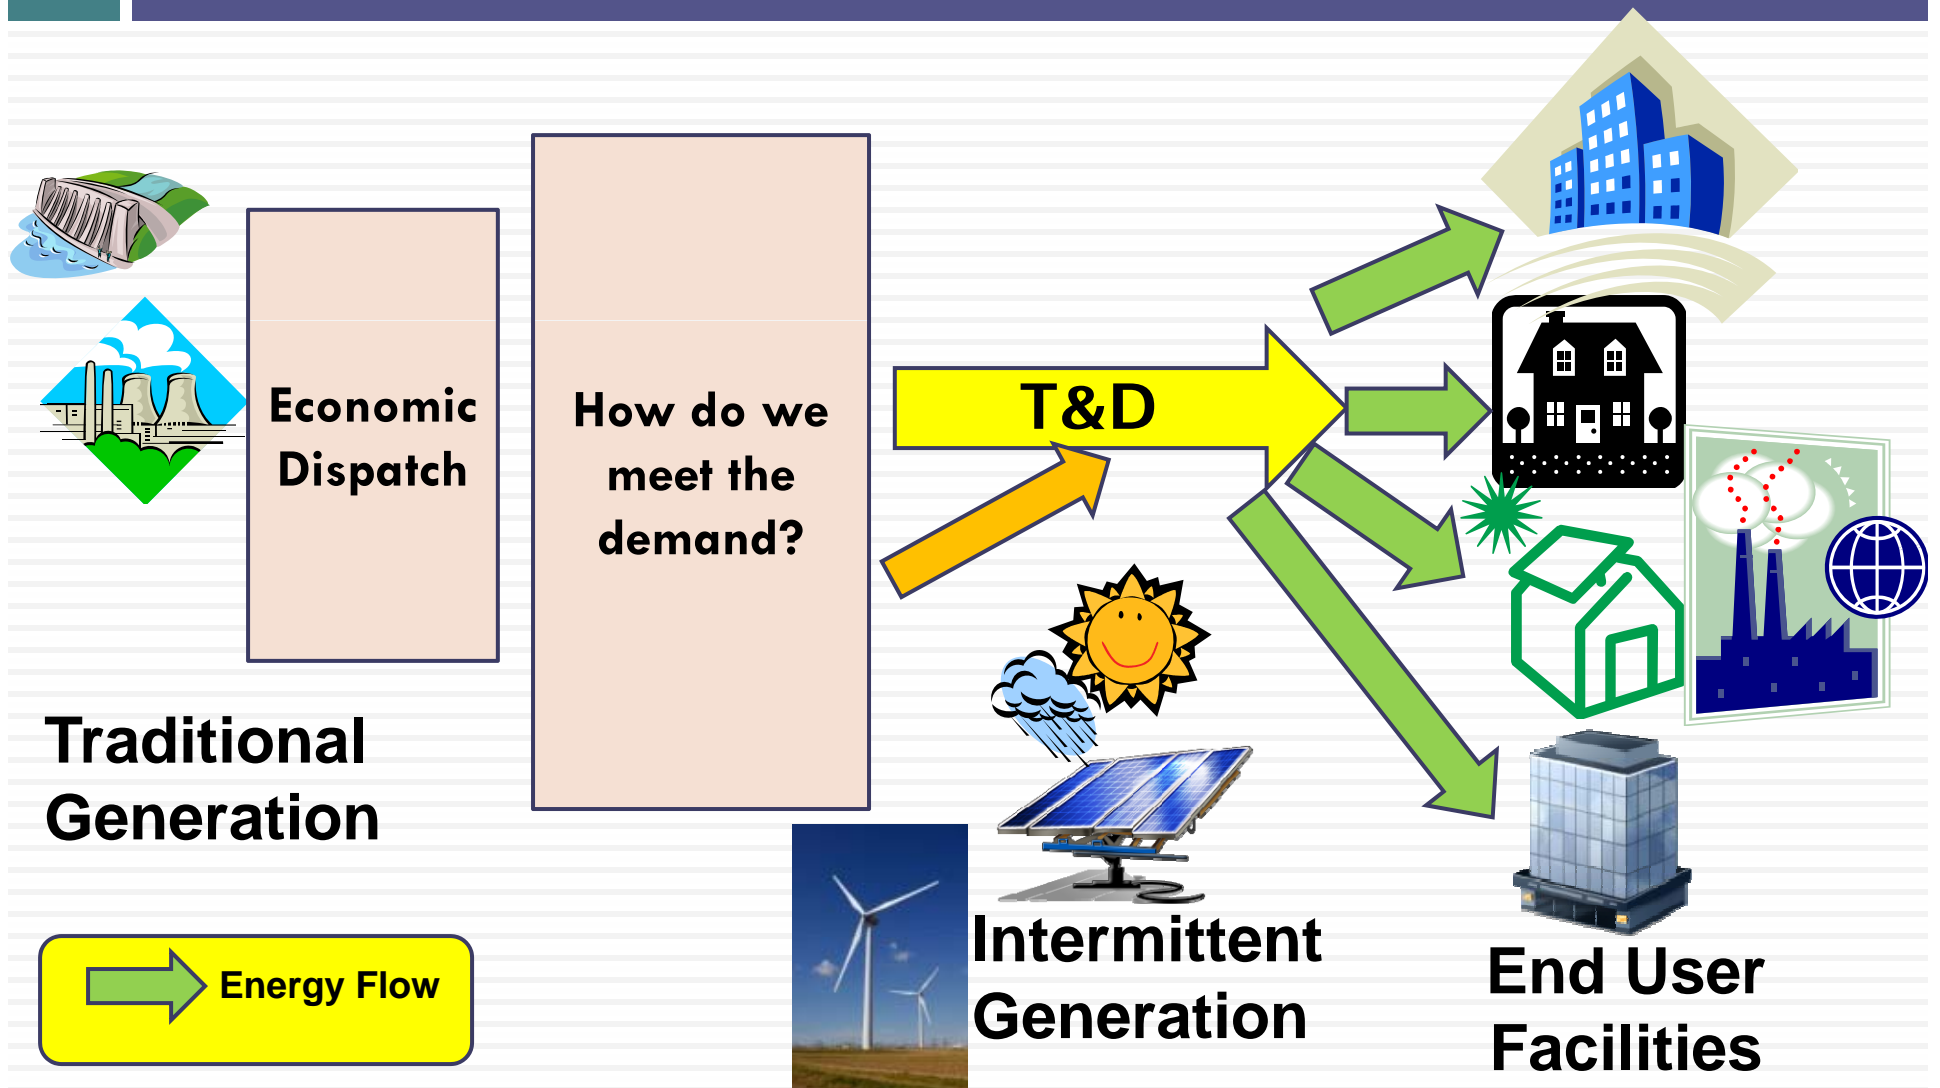 Economic
Dispatch
How do we
meet the
demand?
T&D
Traditional
Generation
Energy Flow
Intermittent
Generation
End User
Facilities